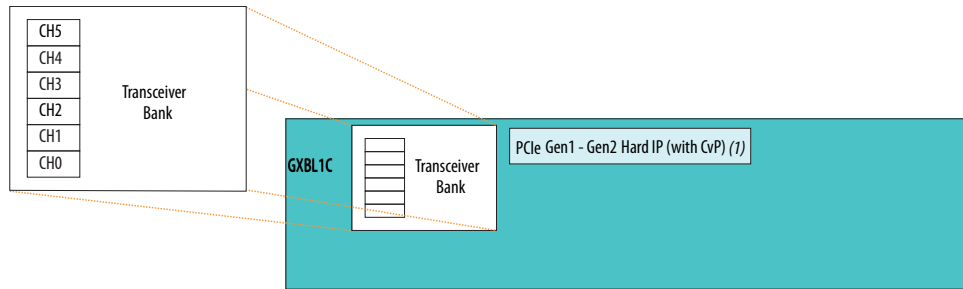 CH5
CH4
CH3
CH2
CH1
CH0
Transceiver
Bank
GXBL1C
Transceiver
Bank
PCIe Gen1 - Gen2 Hard IP (with CvP) (1)